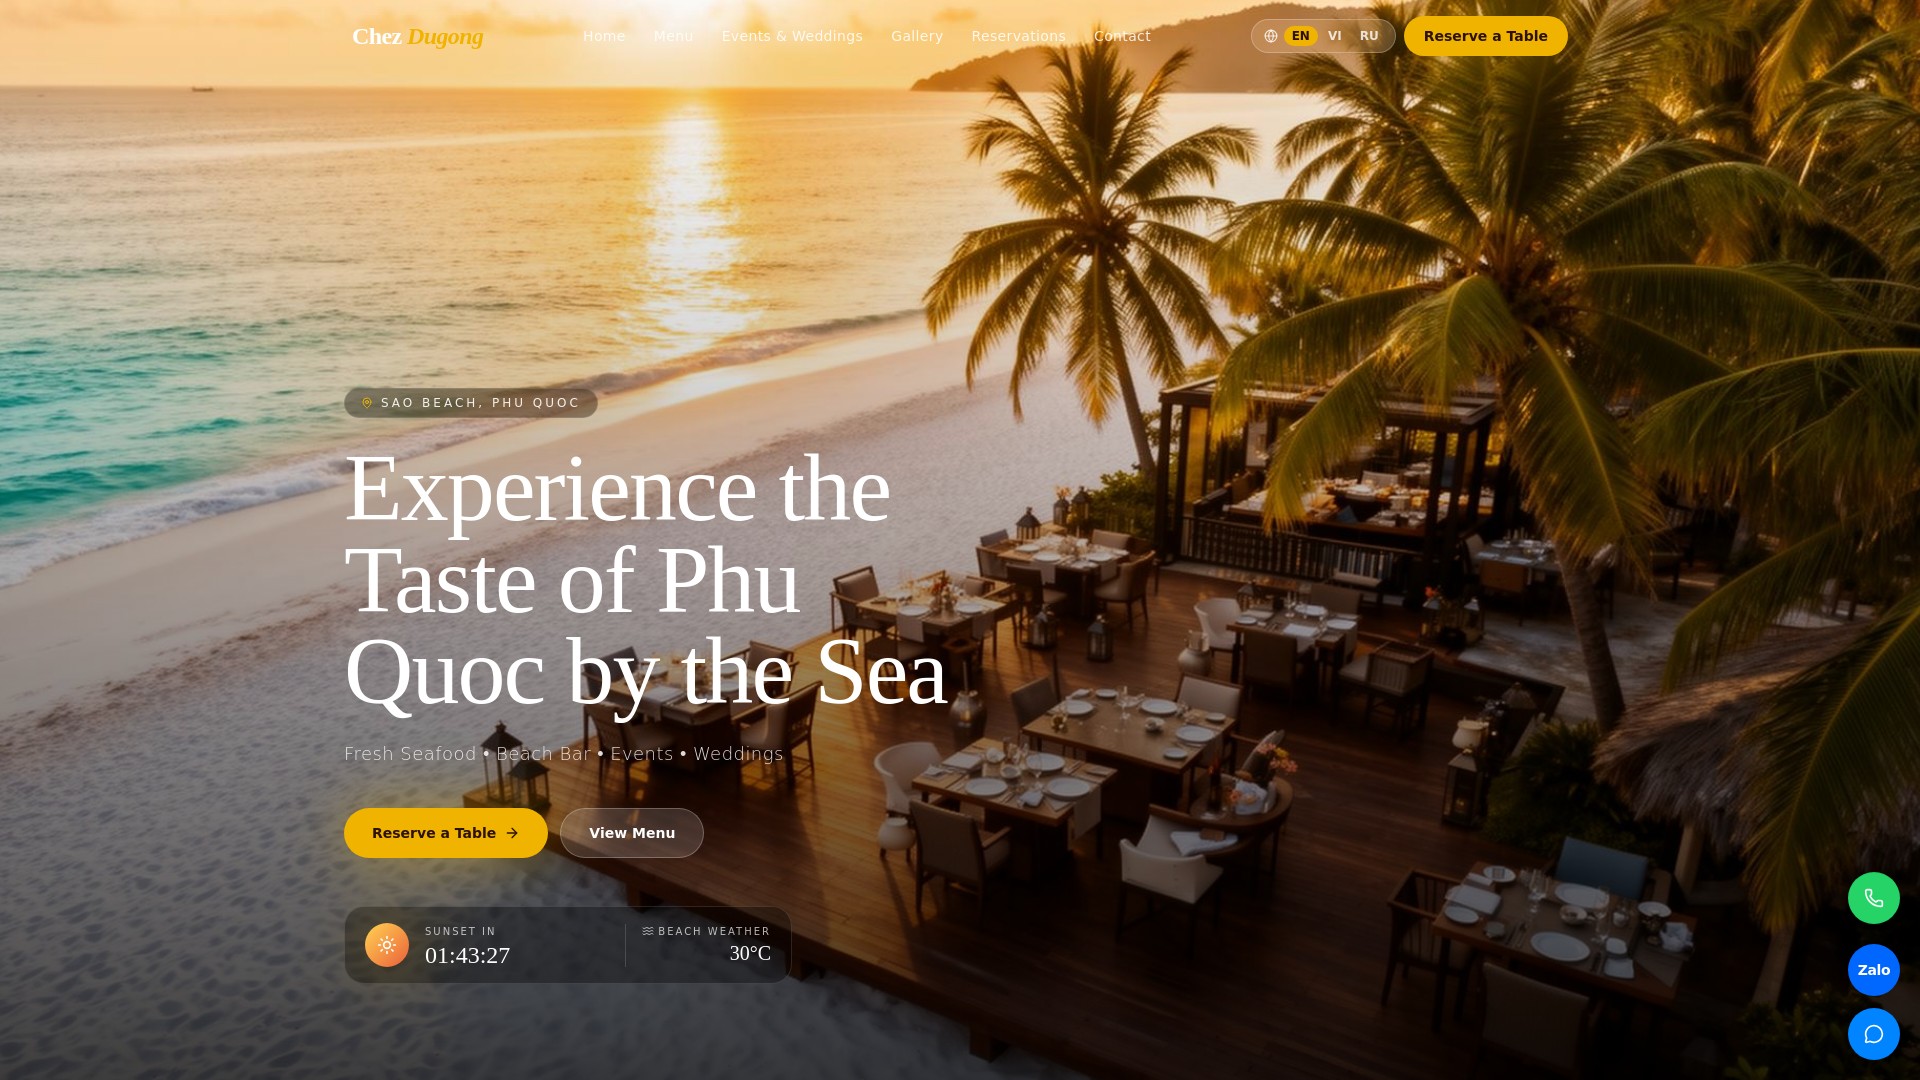 Chez Dugong
Home Menu Events & Weddings Gallery Reservations Contact
EN VI RU
Reserve a Table
SAO BEACH, PHU QUOC
Experience the
Taste of Phu
Quoc by the Sea
Fresh Seafood • Beach Bar • Events • Weddings
Reserve a Table
View Menu
SUNSET IN
01:43:27
BEACH WEATHER
30°C
Zalo